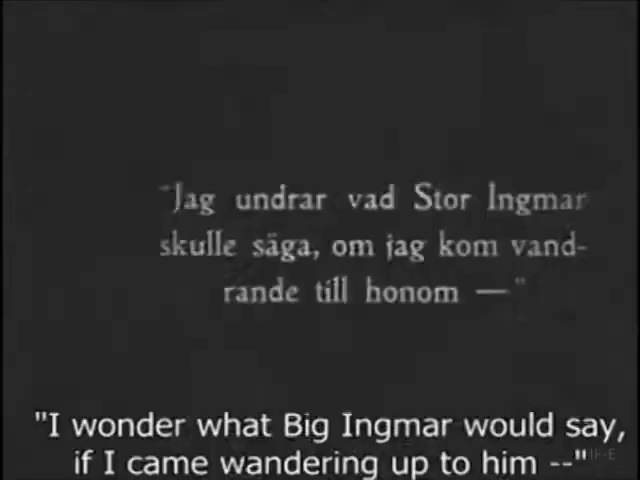 "Jag undrar vad Stor Ingmar
skulle säga, om jag kom vand-
rande till honom —"
"I wonder what Big Ingmar would say,
if I came wandering up to him --"